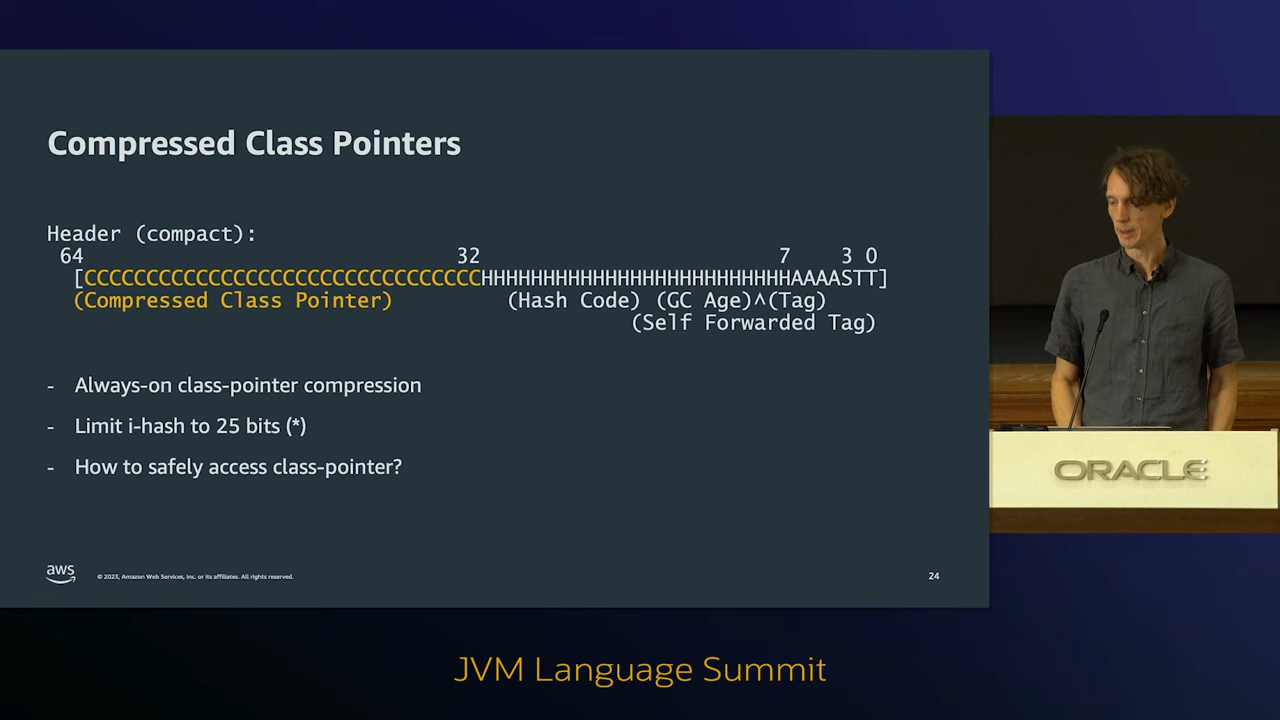 Compressed Class Pointers
Header (compact):
64 32 7 3 0
[CCCCCCCCCCCCCCCCCCCCCCCCCCCCCCCCHHHHHHHHHHHHHHHHHHHHHHHHHAAAASTT]
(Compressed Class Pointer) (Hash Code) (GC Age)^(Tag)
(Self Forwarded Tag)
- Always-on class-pointer compression
- Limit i-hash to 25 bits (*)
- How to safely access class-pointer?
aws
© 2023, Amazon Web Services, Inc. or its affiliates. All rights reserved.
24
ORACLE
JVM Language Summit